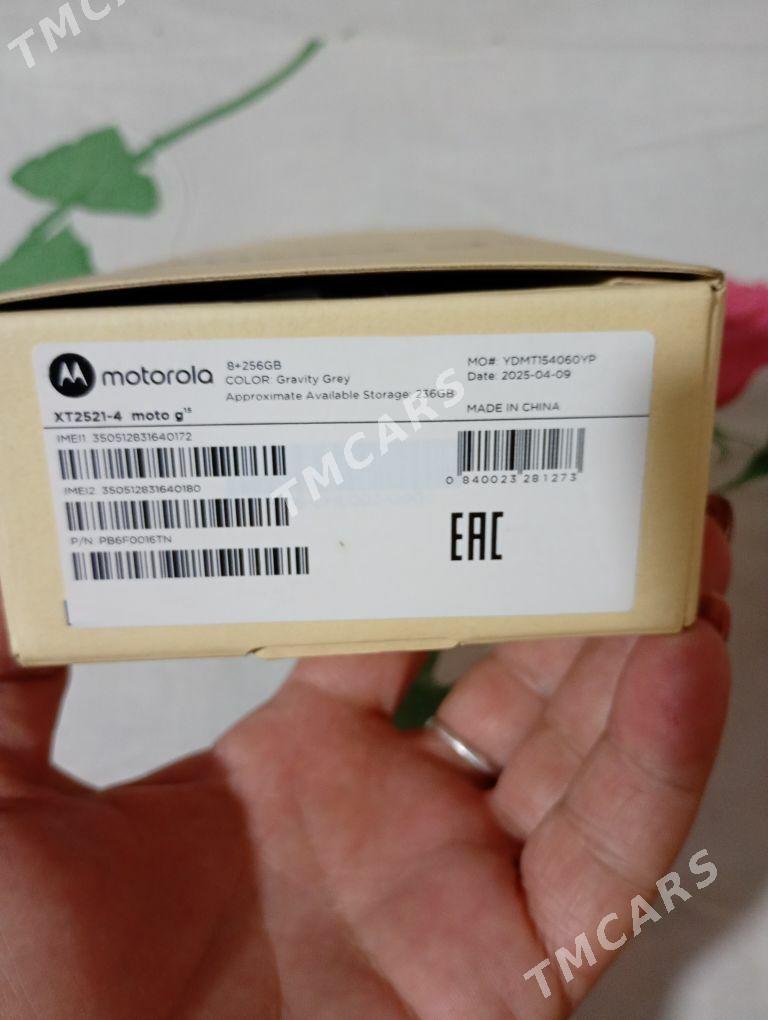 TMCARS
motorola
8+256GB
COLOR: Gravity Grey
Approximate Available Storage: 236GB
MO#: YDMT154060YP
Date: 2025-04-09
MADE IN CHINA
XT2521-4 moto g15
IMEI1 350512831640172
IMEI2 350512831640180
P/N: PB6F0016TN
0 840023 281273
EAC
TMCARS
TMCARS